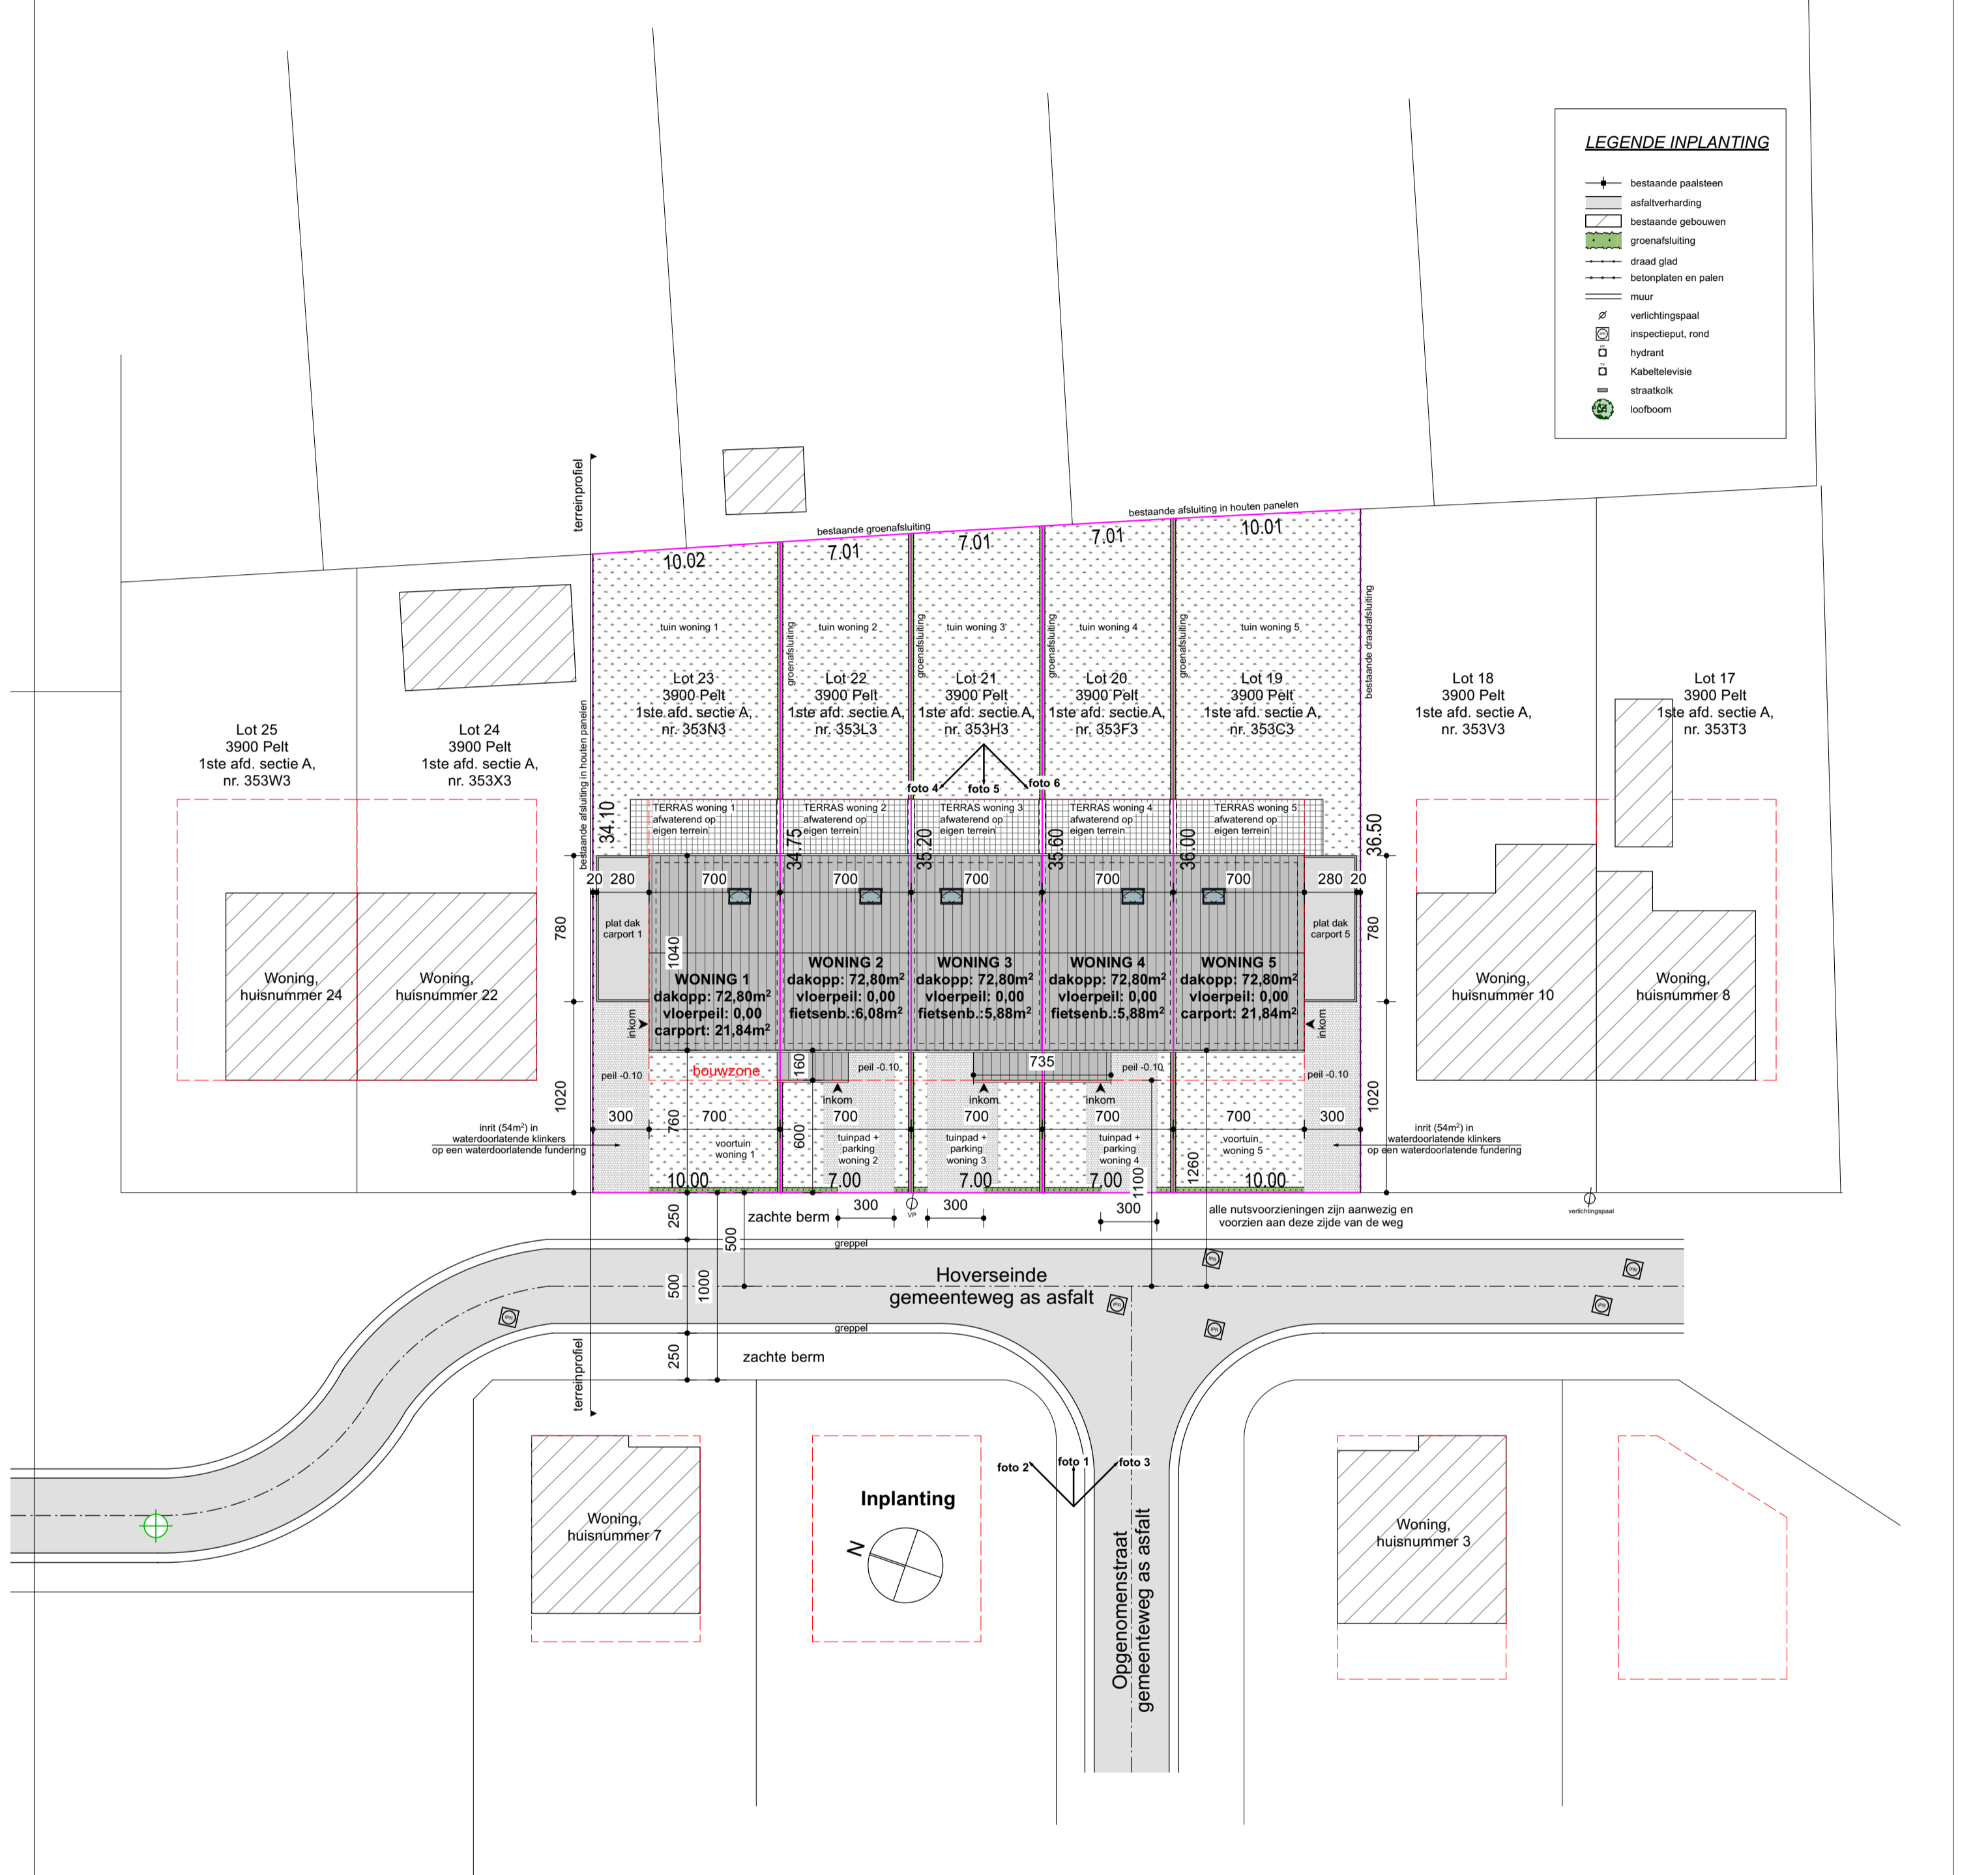 LEGENDE INPLANTING
bestaande paalsteen
asfaltverharding
bestaande gebouwen
groenafsluiting
draad glad
betonplaten en palen
muur
verlichtingspaal
inspectieput, rond
hydrant
Kabeltelevisie
straatkolk
loofboom
terreinprofiel
bestaande groenafsluiting
bestaande afsluiting in houten panelen
10.02
7.01
7.01
7.01
10.01
tuin woning 1
tuin woning 2
tuin woning 3
tuin woning 4
tuin woning 5
groenafsluiting
groenafsluiting
groenafsluiting
groenafsluiting
bestaande draadafsluiting
bestaande afsluiting in houten panelen
Lot 25
3900 Pelt
1ste afd. sectie A,
nr. 353W3
Lot 24
3900 Pelt
1ste afd. sectie A,
nr. 353X3
Lot 23
3900 Pelt
1ste afd. sectie A,
nr. 353N3
Lot 22
3900 Pelt
1ste afd. sectie A,
nr. 353L3
Lot 21
3900 Pelt
1ste afd. sectie A,
nr. 353H3
Lot 20
3900 Pelt
1ste afd. sectie A,
nr. 353F3
Lot 19
3900 Pelt
1ste afd. sectie A,
nr. 353C3
Lot 18
3900 Pelt
1ste afd. sectie A,
nr. 353V3
Lot 17
3900 Pelt
1ste afd. sectie A,
nr. 353T3
foto 4
foto 5
foto 6
TERRAS woning 1
afwaterend op
eigen terrein
TERRAS woning 2
afwaterend op
eigen terrein
TERRAS woning 3
afwaterend op
eigen terrein
TERRAS woning 4
afwaterend op
eigen terrein
TERRAS woning 5
afwaterend op
eigen terrein
34.10
34.75
35.20
35.60
36.00
36.50
20 280 700 700 700 700 700 280 20
780
1040
780
plat dak
carport 1
plat dak
carport 5
WONING 1
dakopp: 72,80m²
vloerpeil: 0,00
carport: 21,84m²
WONING 2
dakopp: 72,80m²
vloerpeil: 0,00
fietsenb.:6,08m²
WONING 3
dakopp: 72,80m²
vloerpeil: 0,00
fietsenb.:5,88m²
WONING 4
dakopp: 72,80m²
vloerpeil: 0,00
fietsenb.:5,88m²
WONING 5
dakopp: 72,80m²
vloerpeil: 0,00
carport: 21,84m²
Woning,
huisnummer 24
Woning,
huisnummer 22
Woning,
huisnummer 10
Woning,
huisnummer 8
inkom
inkom
peil -0.10
bouwzone
160
peil -0.10
735
peil -0.10
peil -0.10
inkom
inkom
inkom
1020
1020
300 700 700 700 700 700 300
760
600
1100
1260
inrit (54m²) in
waterdoorlatende klinkers
op een waterdoorlatende fundering
inrit (54m²) in
waterdoorlatende klinkers
op een waterdoorlatende fundering
voortuin
woning 1
tuinpad +
parking
woning 2
tuinpad +
parking
woning 3
tuinpad +
parking
woning 4
voortuin
woning 5
10.00
7.00
7.00
7.00
10.00
250
500
zachte berm
300
VP
300
300
alle nutsvoorzieningen zijn aanwezig en
voorzien aan deze zijde van de weg
verlichtingspaal
greppel
500
1000
Hoverseinde
gemeenteweg as asfalt
greppel
250
zachte berm
terreinprofiel
foto 2
foto 1
foto 3
Woning,
huisnummer 7
Inplanting
N
Opgenomenstraat
gemeenteweg as asfalt
Woning,
huisnummer 3